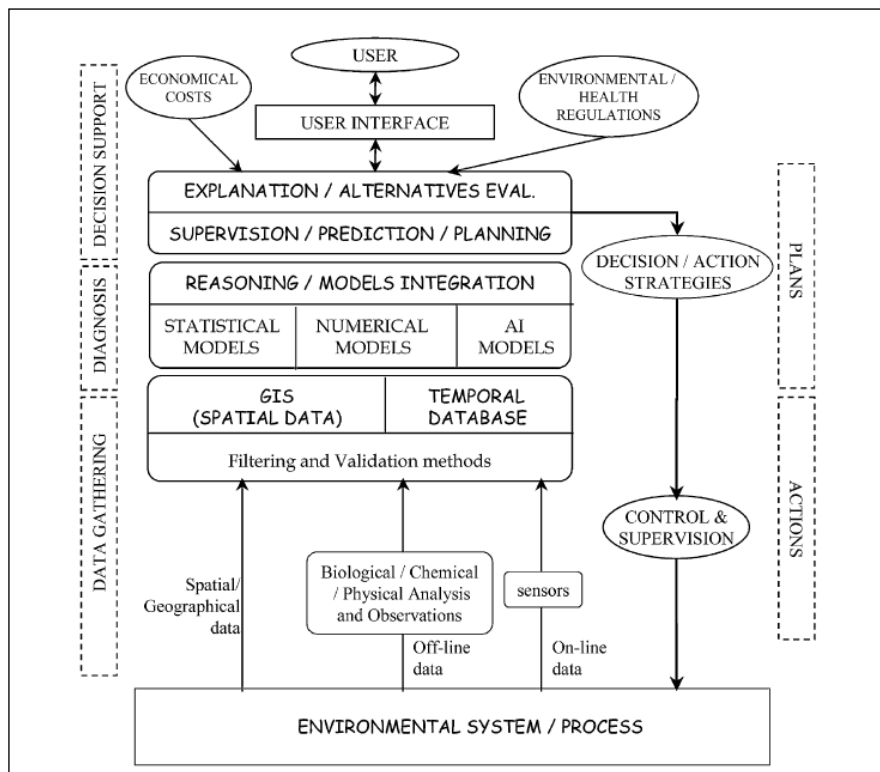 USER
ECONOMICAL
COSTS
ENVIRONMENTAL /
HEALTH
REGULATIONS
USER INTERFACE
DECISION SUPPORT
EXPLANATION / ALTERNATIVES EVAL.
SUPERVISION / PREDICTION / PLANNING
DECISION / ACTION
STRATEGIES
PLANS
DIAGNOSIS
REASONING / MODELS INTEGRATION
STATISTICAL
MODELS
NUMERICAL
MODELS
AI
MODELS
DATA GATHERING
GIS
(SPATIAL DATA)
TEMPORAL
DATABASE
Filtering and Validation methods
ACTIONS
CONTROL &
SUPERVISION
Spatial/
Geographical
data
Biological / Chemical
/ Physical Analysis
and Observations
sensors
Off-line
data
On-line
data
ENVIRONMENTAL SYSTEM / PROCESS